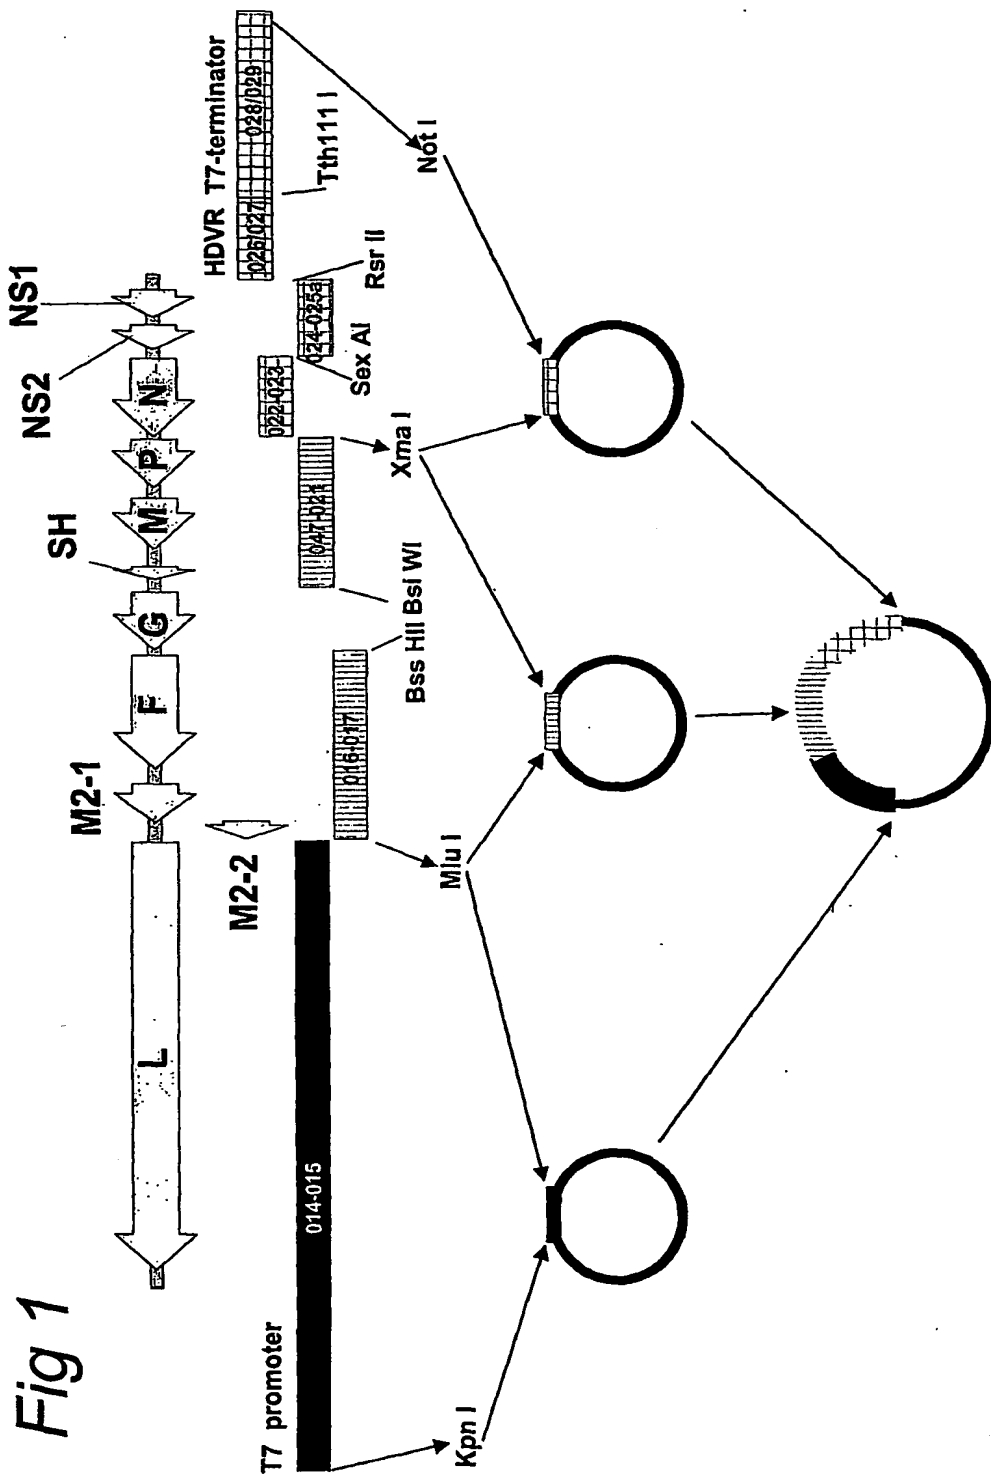 Fig 1
NS1
NS2
SH
M2-1
L
F
G
M
P
N
M2-2
HDVR T7-terminator
026/027
028/029
Tth111 I
T7 promoter
014-015
016-017
047-021
022-023
024-025a
Rsr II
Sex AI
Bss HII
Bsi WI
Kpn I
Mlu I
Xma I
Not I